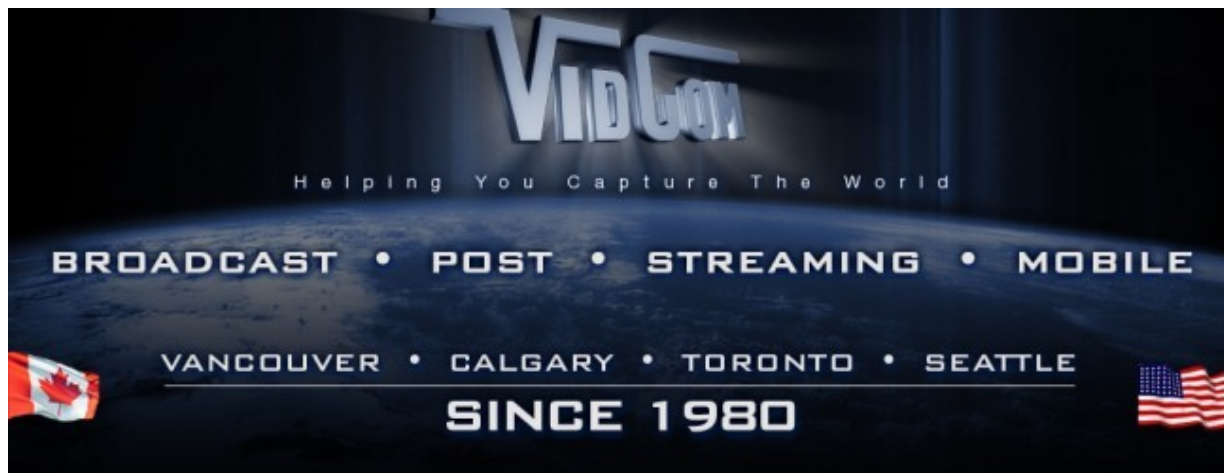 VIDCOM
Helping You Capture The World
BROADCAST • POST • STREAMING • MOBILE
VANCOUVER • CALGARY • TORONTO • SEATTLE
SINCE 1980